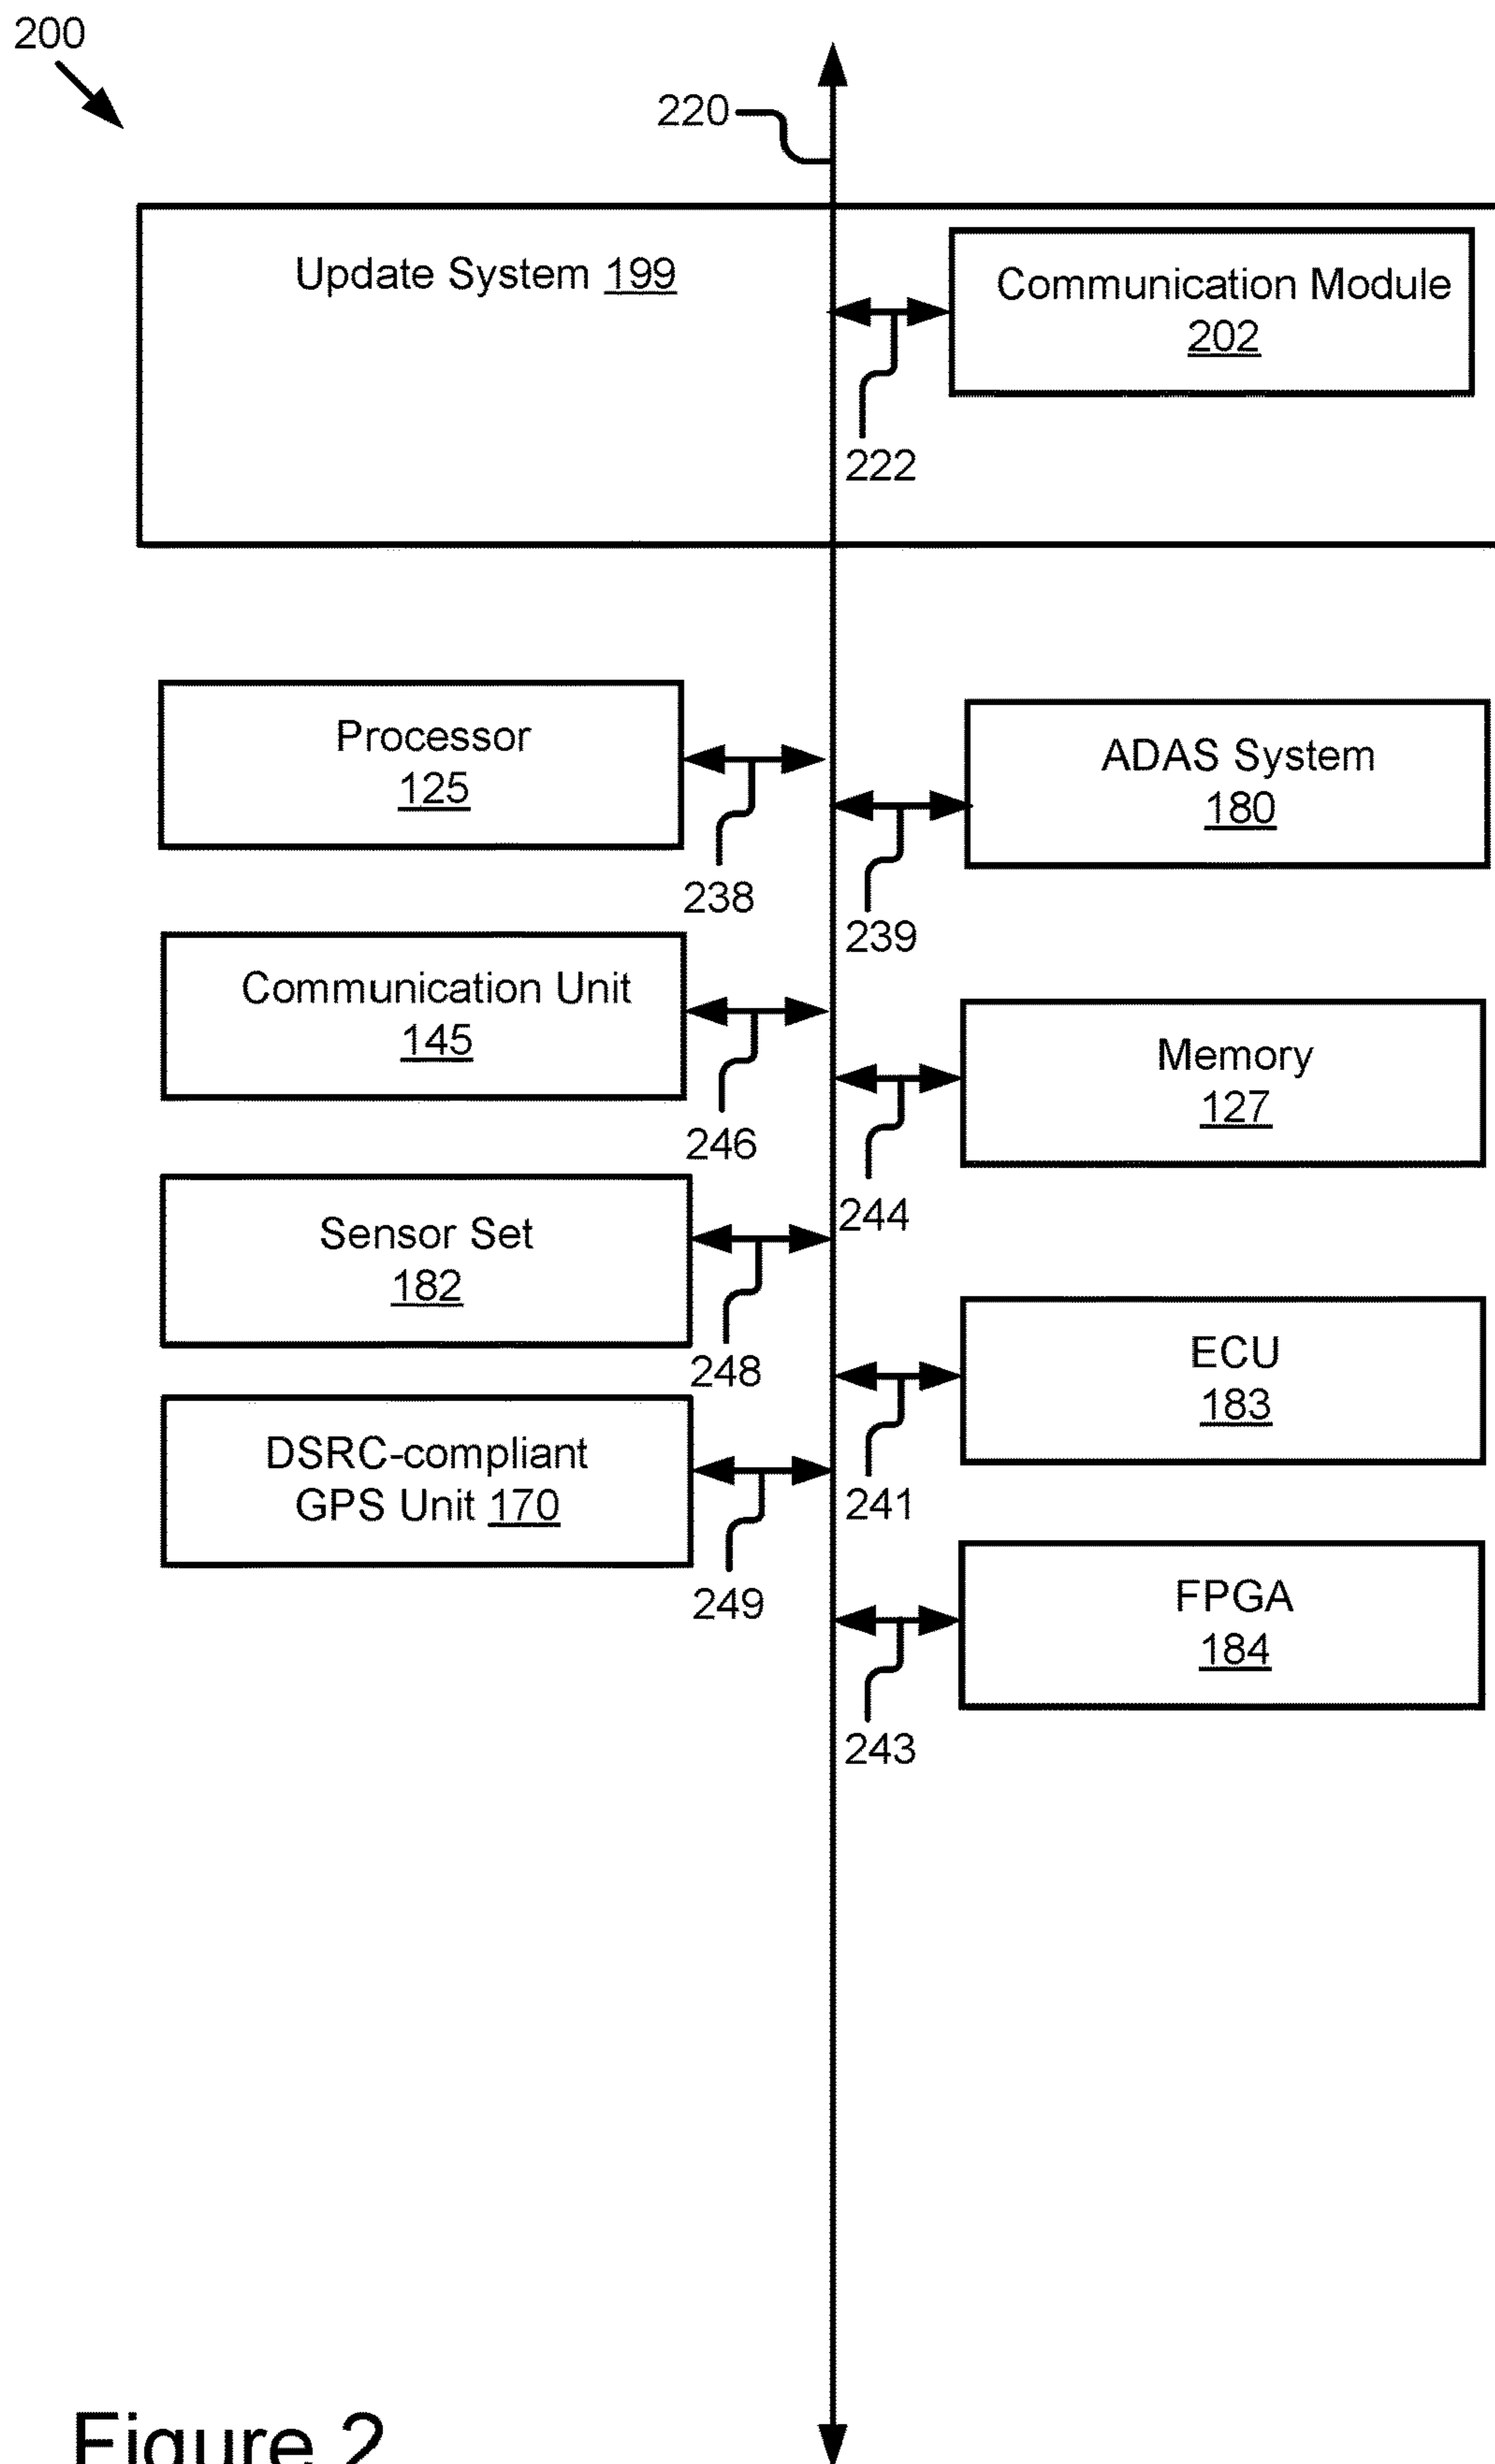 200
220
Update System 199
Communication Module
202
222
Processor
125
238
ADAS System
180
239
Communication Unit
145
246
Memory
127
244
Sensor Set
182
248
ECU
183
241
DSRC-compliant
GPS Unit 170
249
FPGA
184
243
Figure 2